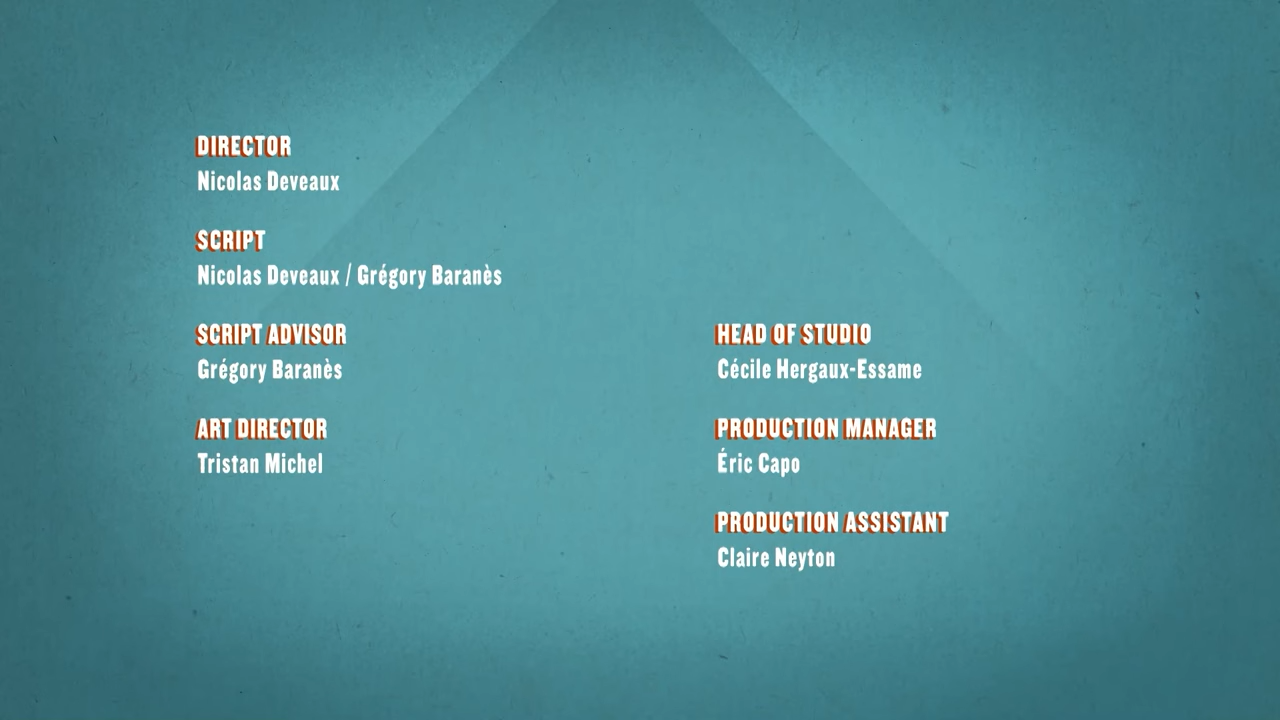 DIRECTOR
Nicolas Deveaux
SCRIPT
Nicolas Deveaux / Grégory Baranès
SCRIPT ADVISOR
Grégory Baranès
ART DIRECTOR
Tristan Michel
HEAD OF STUDIO
Cécile Hergaux-Essame
PRODUCTION MANAGER
Éric Capo
PRODUCTION ASSISTANT
Claire Neyton